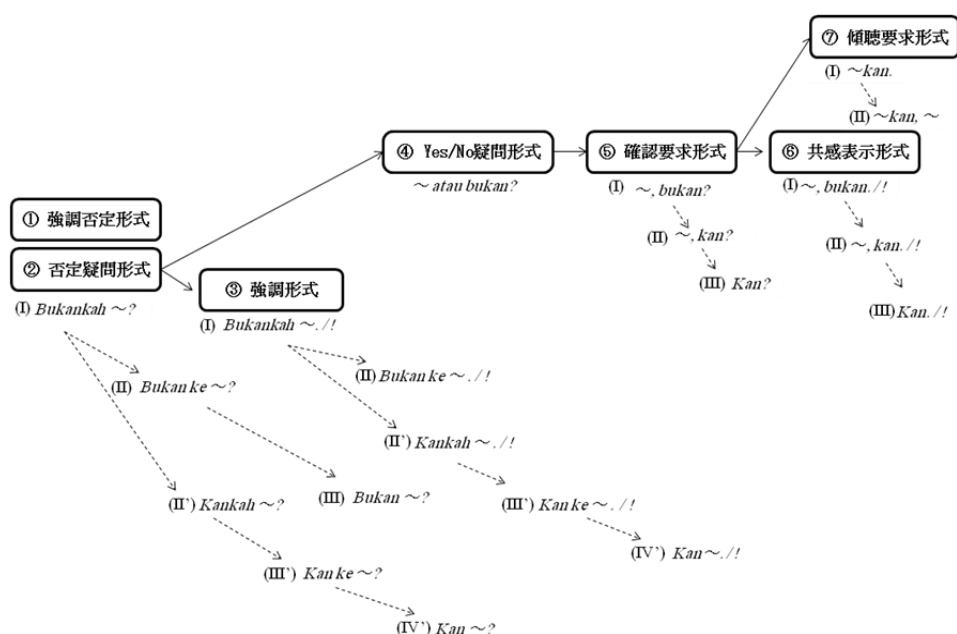 ⑦ 傾聴要求形式
(Ⅰ) ～kan.
(Ⅱ) ～kan, ～
④ Yes/No疑問形式
～ atau bukan?
⑤ 確認要求形式
(Ⅰ) ～, bukan?
(Ⅱ) ～, kan?
(Ⅲ) Kan?
⑥ 共感表示形式
(Ⅰ) ～, bukan./!
(Ⅱ) ～, kan./!
(Ⅲ) Kan./!
① 強調否定形式
② 否定疑問形式
(Ⅰ) Bukankah ～?
③ 強調形式
(Ⅰ) Bukankah ～./!
(Ⅱ) Bukan ke ～?
(Ⅱ) Bukan ke ～./!
(Ⅱ') Kankah ～./!
(Ⅱ') Kankah ～?
(Ⅲ) Bukan ～?
(Ⅲ') Kan ke ～./!
(Ⅳ') Kan ～./!
(Ⅲ') Kan ke ～?
(Ⅳ') Kan ～?